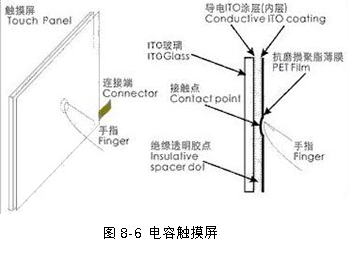 触摸屏
Touch Panel
连接端
Connector
手指
Finger
导电ITO涂层(内层)
Conductive ITO coating
ITO玻璃
ITO Glass
抗磨损聚脂薄膜
PET Film
接触点
Contact point
绝缘透明胶点
Insulative
spacer dot
手指
Finger
图 8-6 电容触摸屏